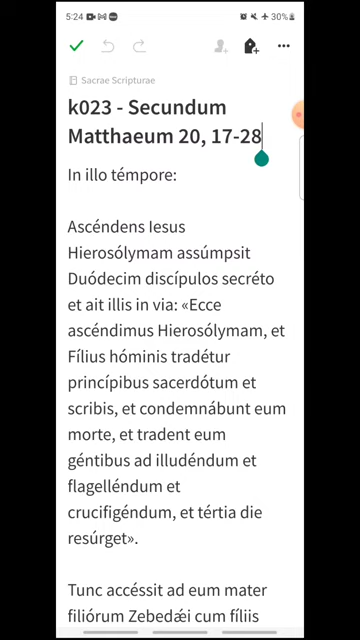 5:24
30%
Sacrae Scripturae
k023 - Secundum
Matthaeum 20, 17-28
In illo témpore:
Ascéndens Iesus
Hierosólymam assúmpsit
Duódecim discípulos secréto
et ait illis in via: «Ecce
ascéndimus Hierosólymam, et
Fílius hóminis tradétur
princípibus sacerdótum et
scribis, et condemnábunt eum
morte, et tradent eum
géntibus ad illudéndum et
flagelléndum et
crucifigéndum, et tértia die
resúrget».
Tunc accéssit ad eum mater
filiórum Zebedǽi cum fíliis